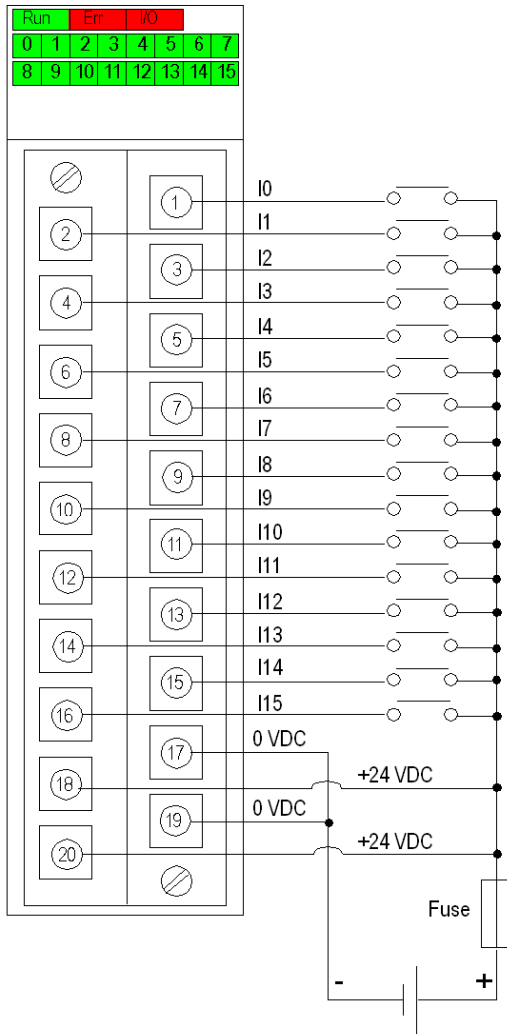 Run Err I/O
0 1 2 3 4 5 6 7
8 9 10 11 12 13 14 15
1 I0
2 I1
3 I2
4 I3
5 I4
6 I5
7 I6
8 I7
9 I8
10 I9
11 I10
12 I11
13 I12
14 I13
15 I14
16 I15
17 0 VDC
18 +24 VDC
19 0 VDC
20 +24 VDC
Fuse
- +